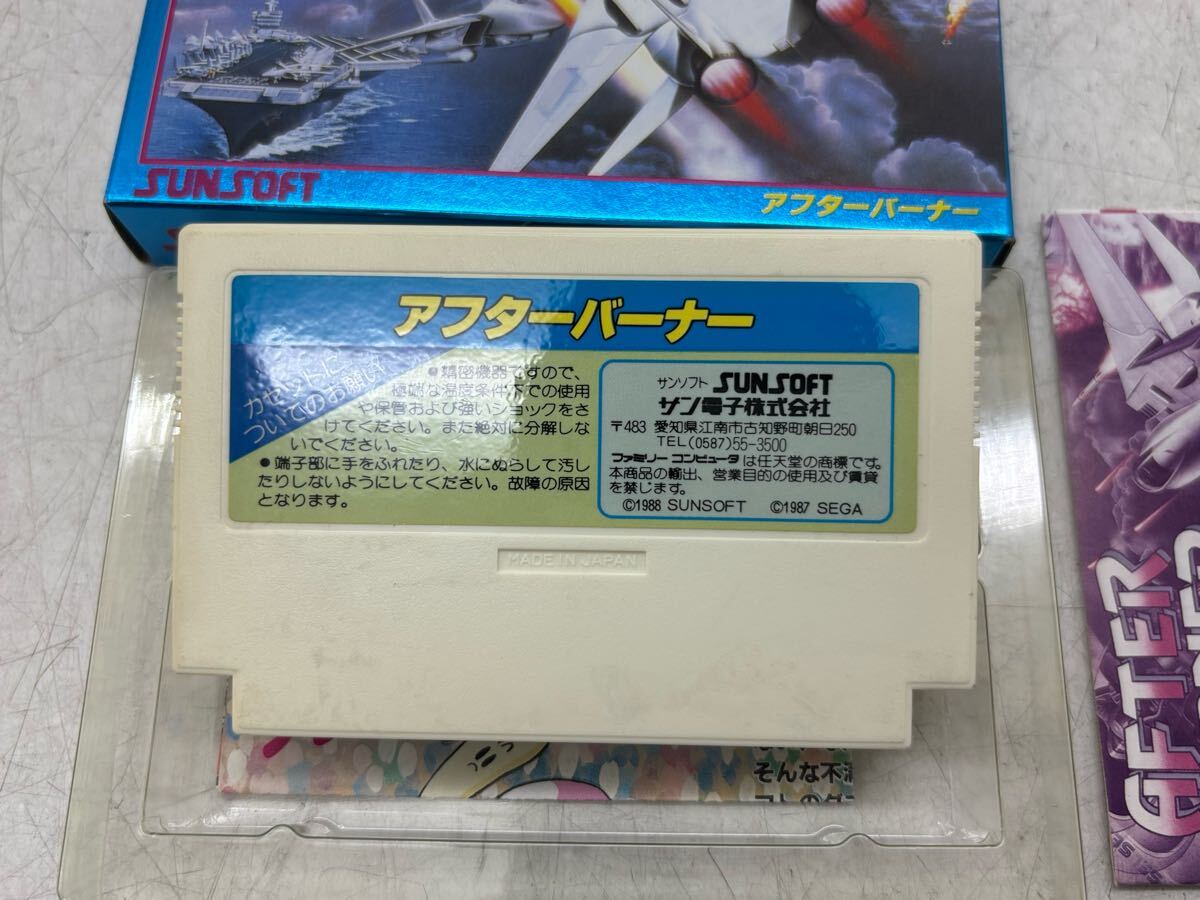 SUNSOFT
アフターバーナー
アフターバーナー
カセットに
ついてのお願い
●精密機器ですので、
極端な温度条件下での使用
や保管および強いショックをさ
けてください。また絶対に分解しな
いでください。
●端子部に手をふれたり、水にぬらして汚し
たりしないようにしてください。故障の原因
となります。
サンソフト SUNSOFT
サン電子株式会社
〒483 愛知県江南市古知野町朝日250
TEL(0587)55-3500
ファミリー コンピュータ は任天堂の商標です。
本商品の輸出、営業目的の使用及び賃貸
を禁じます。
©1988 SUNSOFT ©1987 SEGA
MADE IN JAPAN
そんな不
AFTER